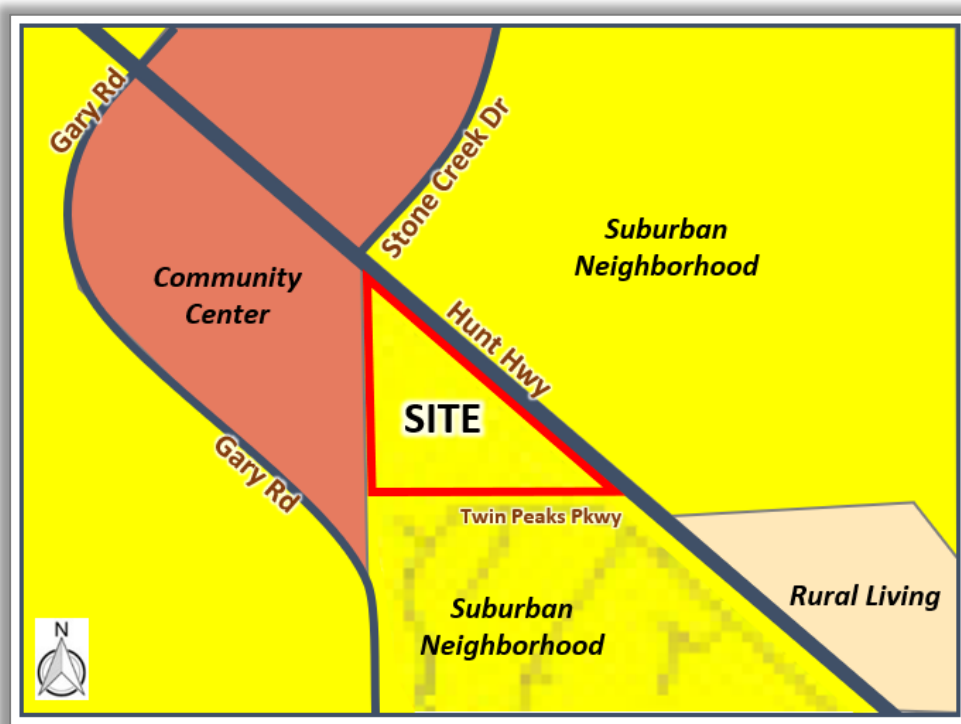 Gary Rd
Stone Creek Dr
Suburban
Neighborhood
Community
Center
Hunt Hwy
SITE
Gary Rd
Twin Peaks Pkwy
Suburban
Neighborhood
Rural Living
N